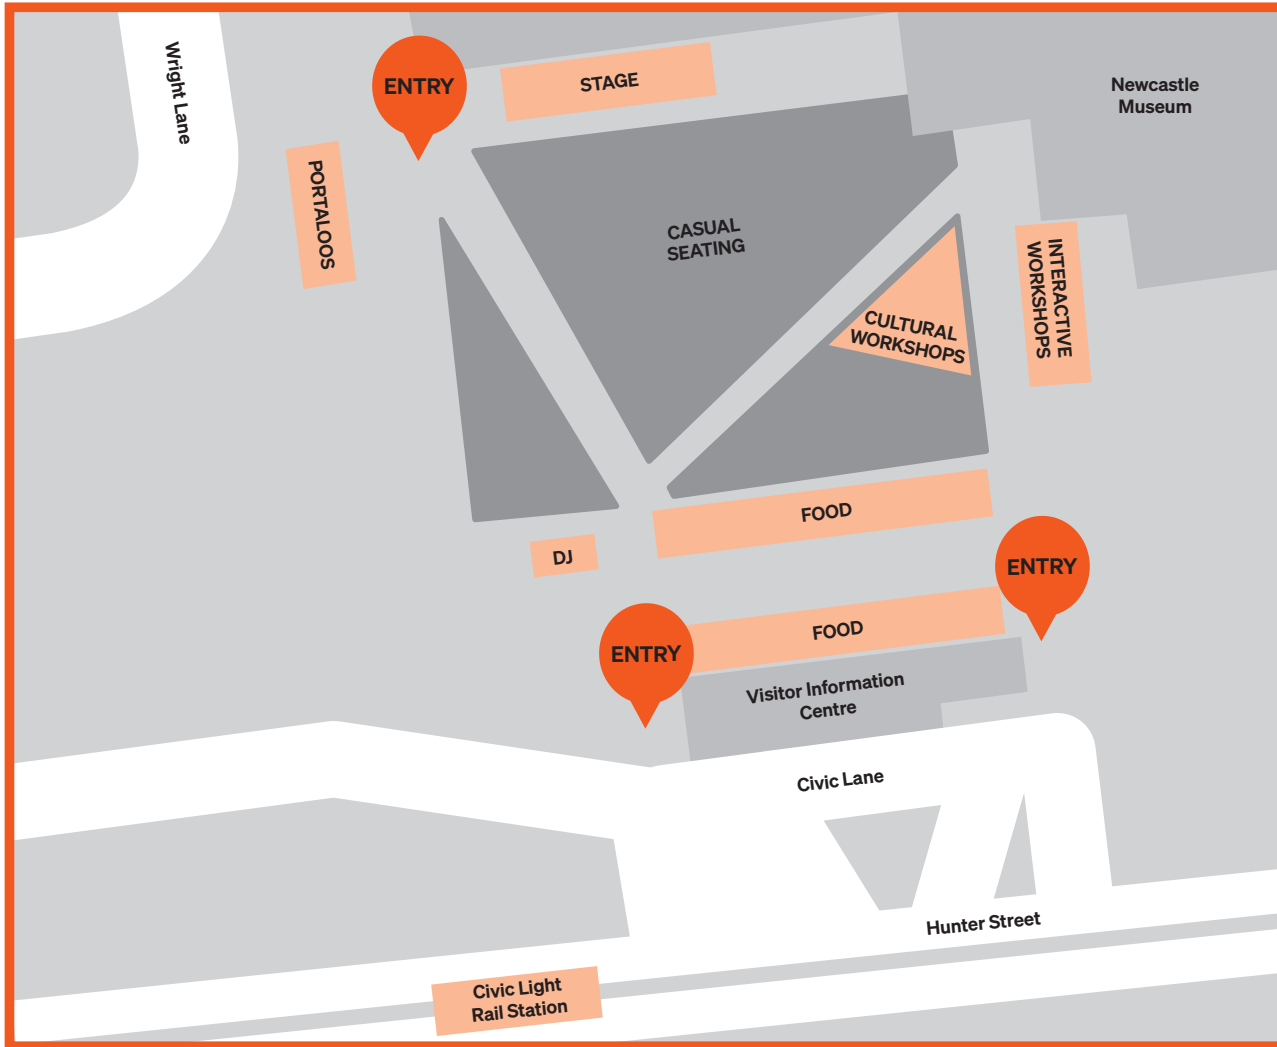 Wright Lane
ENTRY
STAGE
Newcastle
Museum
PORTALOOS
CASUAL
SEATING
INTERACTIVE
WORKSHOPS
CULTURAL
WORKSHOPS
FOOD
DJ
ENTRY
FOOD
ENTRY
Visitor Information
Centre
Civic Lane
Hunter Street
Civic Light
Rail Station